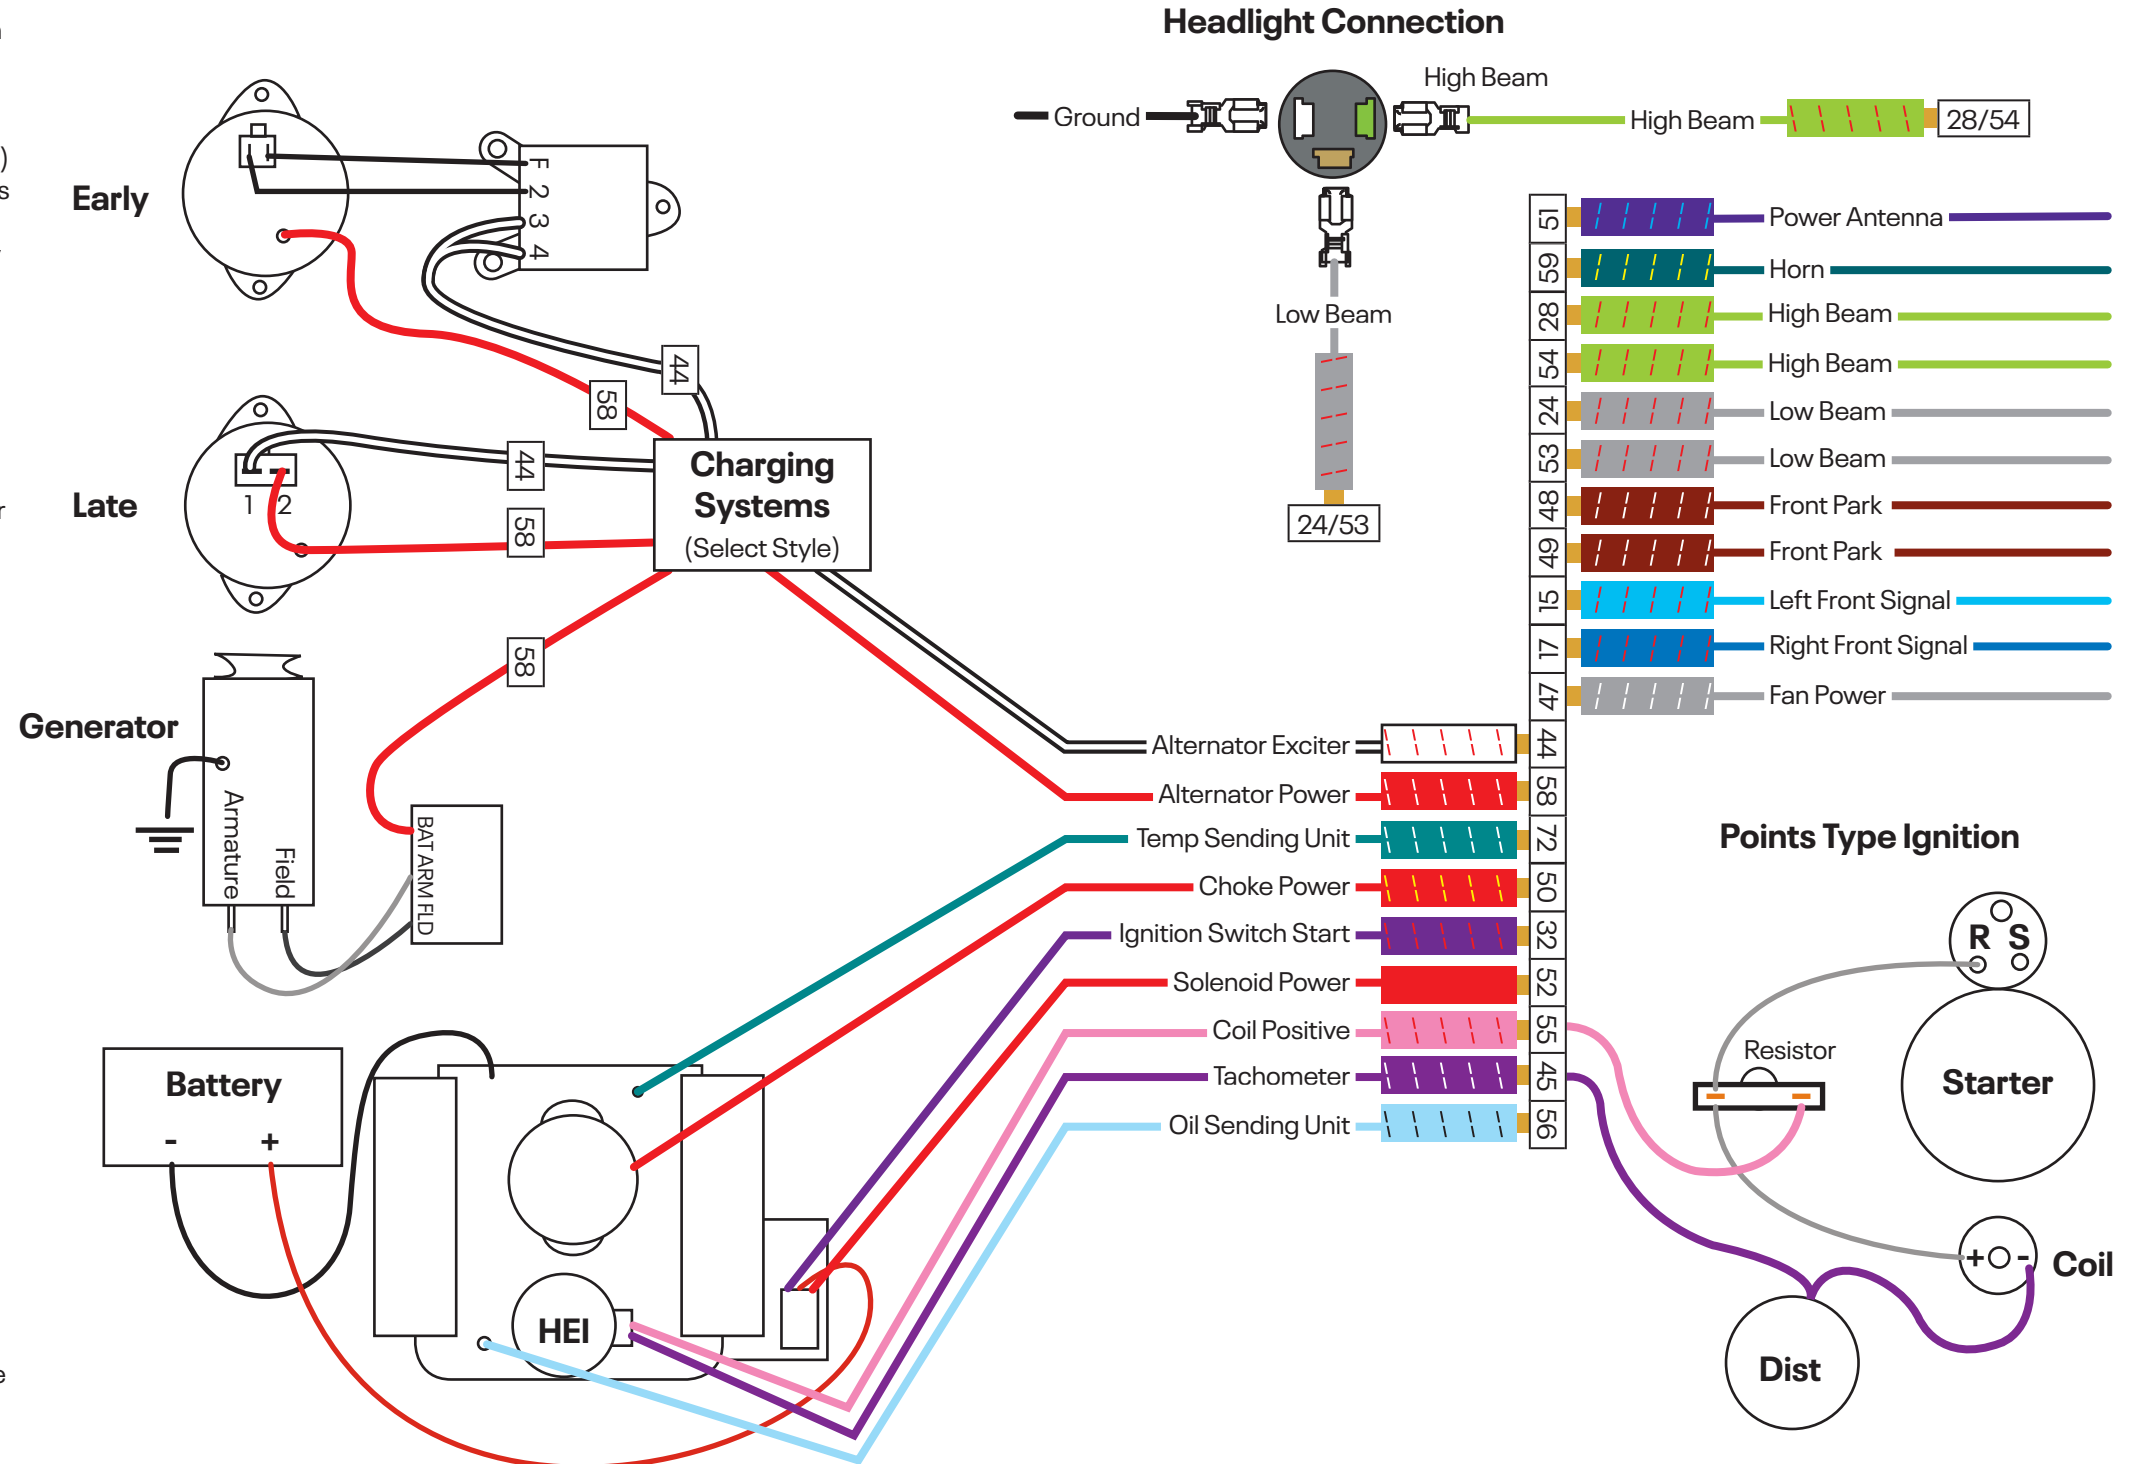 Headlight Connection
High Beam
Ground
High Beam
28/54
)
s
Early
F
2
3
4
Low Beam
24/53
44
58
Late
1 2
r
44
58
Charging
Systems
(Select Style)
58
Generator
Armature
Field
BAT ARM FLD
51 Power Antenna
59 Horn
28 High Beam
54 High Beam
24 Low Beam
53 Low Beam
48 Front Park
49 Front Park
15 Left Front Signal
17 Right Front Signal
47 Fan Power
Alternator Exciter 44
Alternator Power 58
Temp Sending Unit 72
Choke Power 50
Ignition Switch Start 32
Solenoid Power 52
Coil Positive 55
Tachometer 45
Oil Sending Unit 56
Points Type Ignition
R S
Resistor
Starter
+ -
Coil
Dist
Battery
- +
HEI
e